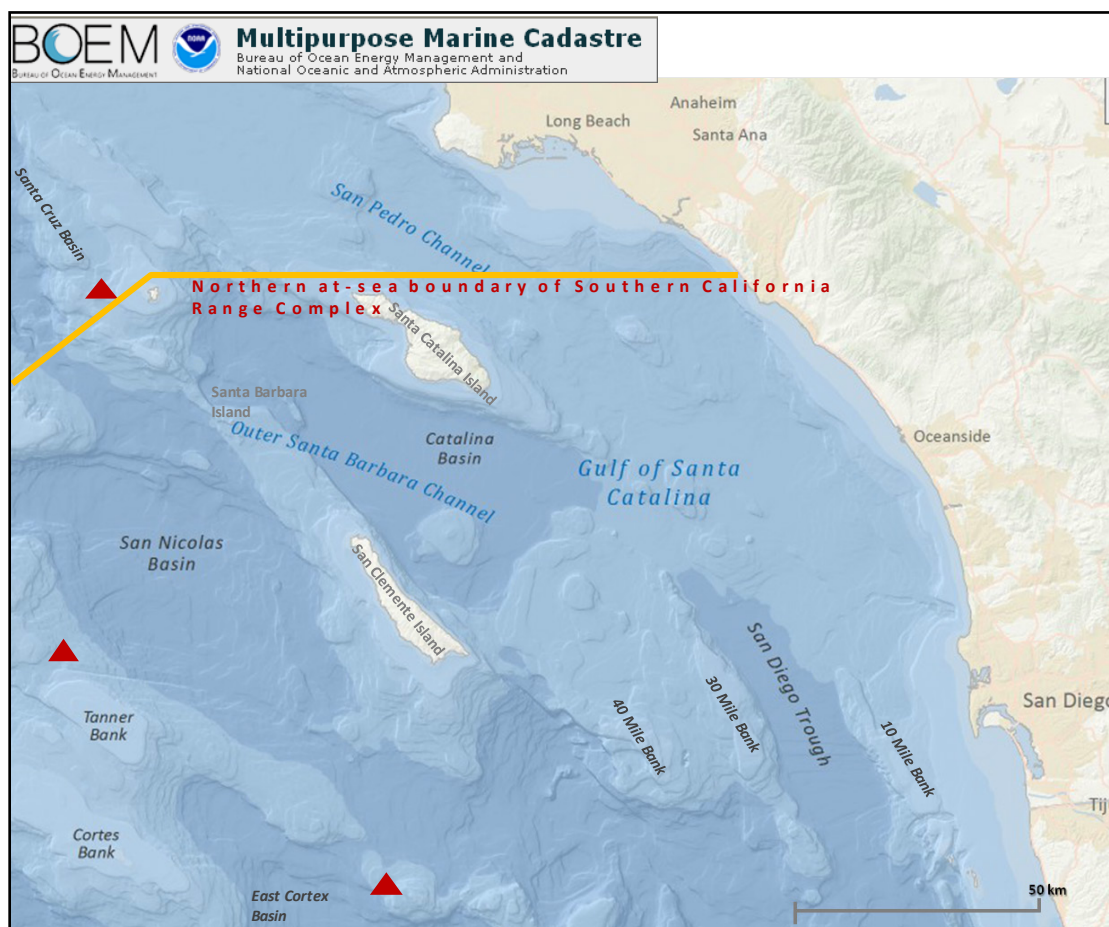 BOEM
BUREAU OF OCEAN ENERGY MANAGEMENT
NOAA
Multipurpose Marine Cadastre
Bureau of Ocean Energy Management and
National Oceanic and Atmospheric Administration
Anaheim
Long Beach
Santa Ana
Santa Cruz Basin
San Pedro Channel
Northern at-sea boundary of Southern California
Range Complex
Santa Catalina Island
Santa Barbara
Island
Outer Santa Barbara Channel
Catalina
Basin
Oceanside
Gulf of Santa
Catalina
San Nicolas
Basin
San Clemente Island
San Diego Trough
40 Mile Bank
30 Mile Bank
10 Mile Bank
San Diego
Tanner
Bank
Tij
Cortes
Bank
East Cortex
Basin
50 km